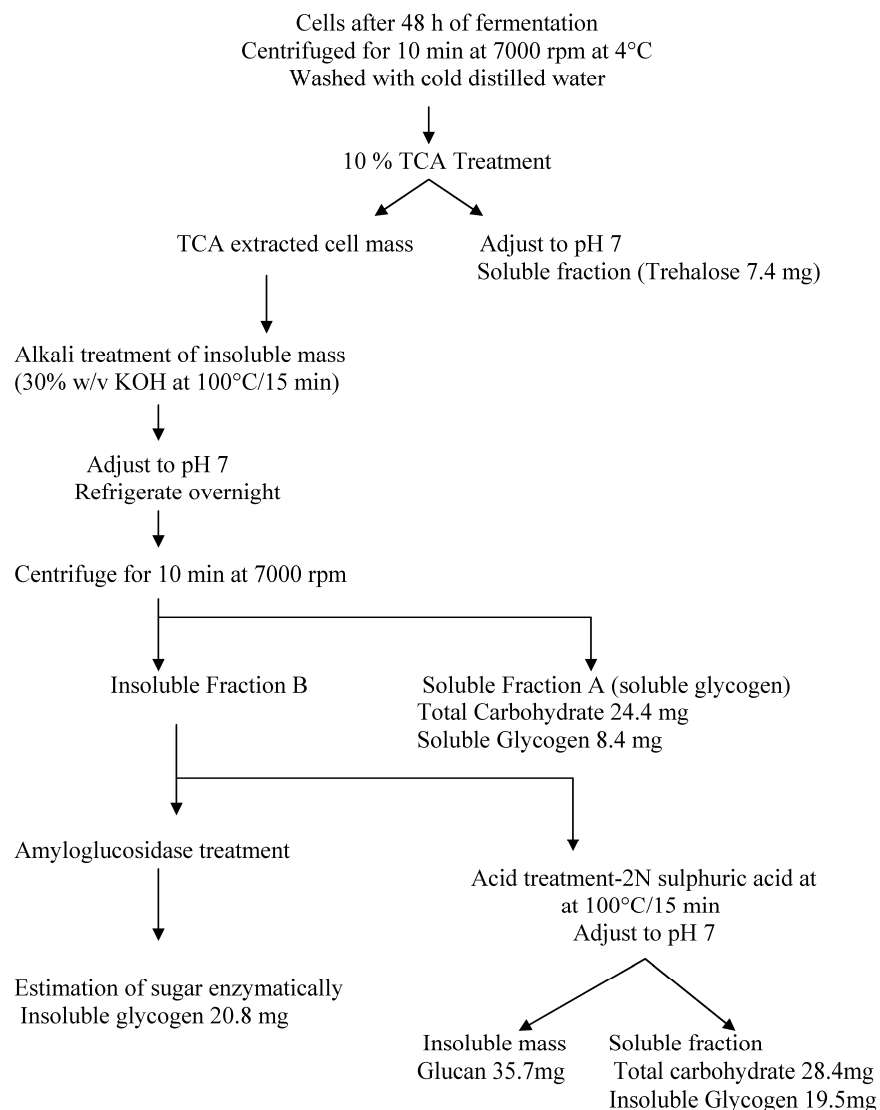 Cells after 48 h of fermentation
Centrifuged for 10 min at 7000 rpm at 4°C
Washed with cold distilled water
10 % TCA Treatment
TCA extracted cell mass
Adjust to pH 7
Soluble fraction (Trehalose 7.4 mg)
Alkali treatment of insoluble mass
(30% w/v KOH at 100°C/15 min)
Adjust to pH 7
Refrigerate overnight
Centrifuge for 10 min at 7000 rpm
Insoluble Fraction B
Soluble Fraction A (soluble glycogen)
Total Carbohydrate 24.4 mg
Soluble Glycogen 8.4 mg
Amyloglucosidase treatment
Acid treatment-2N sulphuric acid at
at 100°C/15 min
Adjust to pH 7
Estimation of sugar enzymatically
Insoluble glycogen 20.8 mg
Insoluble mass
Glucan 35.7mg
Soluble fraction
Total carbohydrate 28.4mg
Insoluble Glycogen 19.5mg